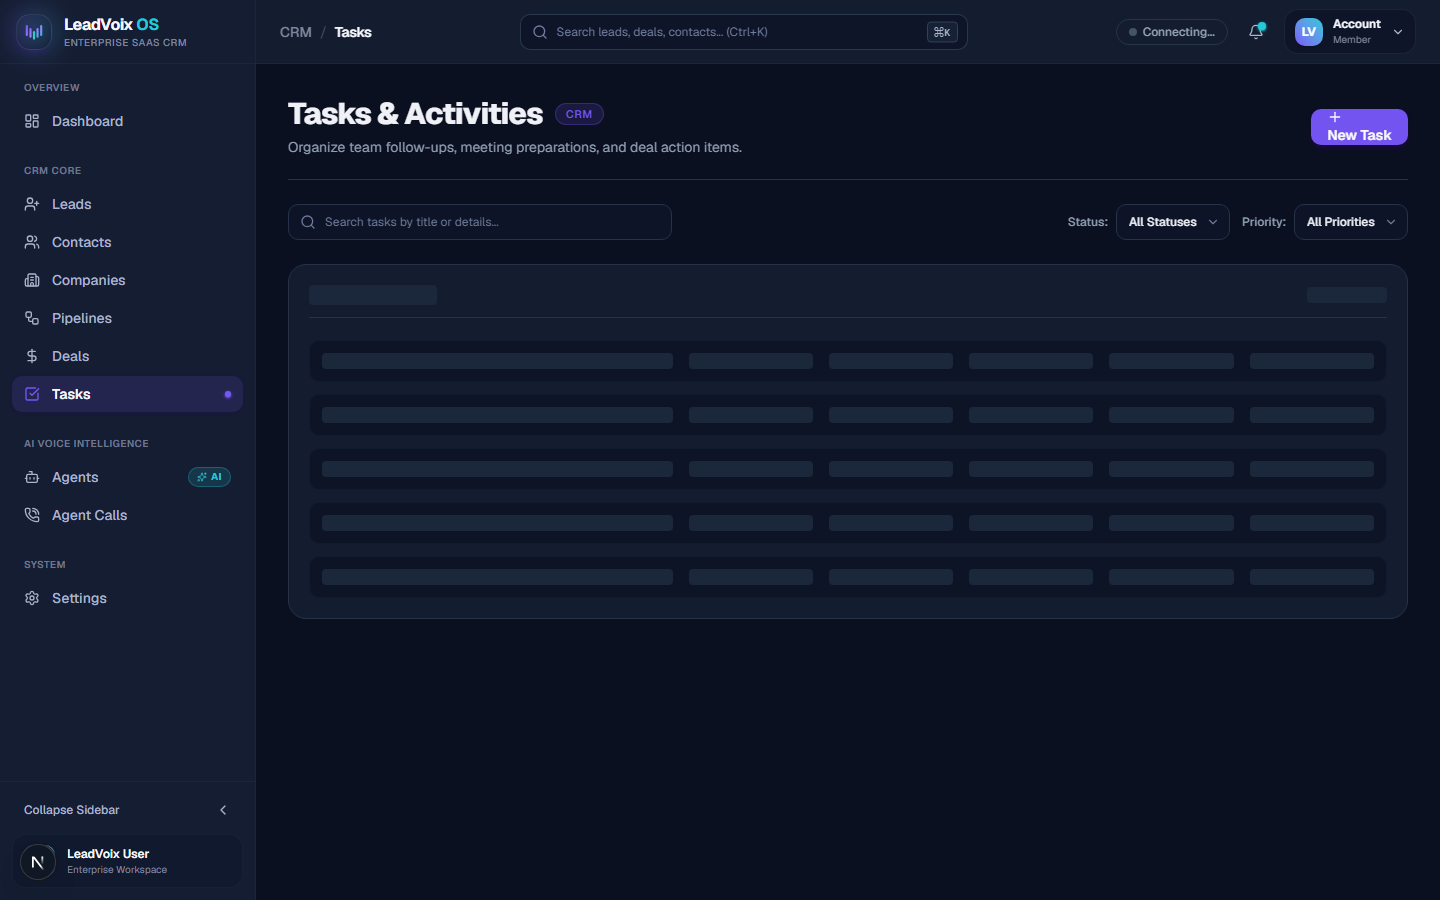 LeadVoix OS
ENTERPRISE SAAS CRM
CRM / Tasks
Search leads, deals, contacts... (Ctrl+K)
⌘K
Connecting...
LV
Account
Member
OVERVIEW
Dashboard
CRM CORE
Leads
Contacts
Companies
Pipelines
Deals
Tasks
AI VOICE INTELLIGENCE
Agents
AI
Agent Calls
SYSTEM
Settings
Collapse Sidebar
N
LeadVoix User
Enterprise Workspace
Tasks & Activities
CRM
Organize team follow-ups, meeting preparations, and deal action items.
New Task
Search tasks by title or details...
Status:
All Statuses
Priority:
All Priorities